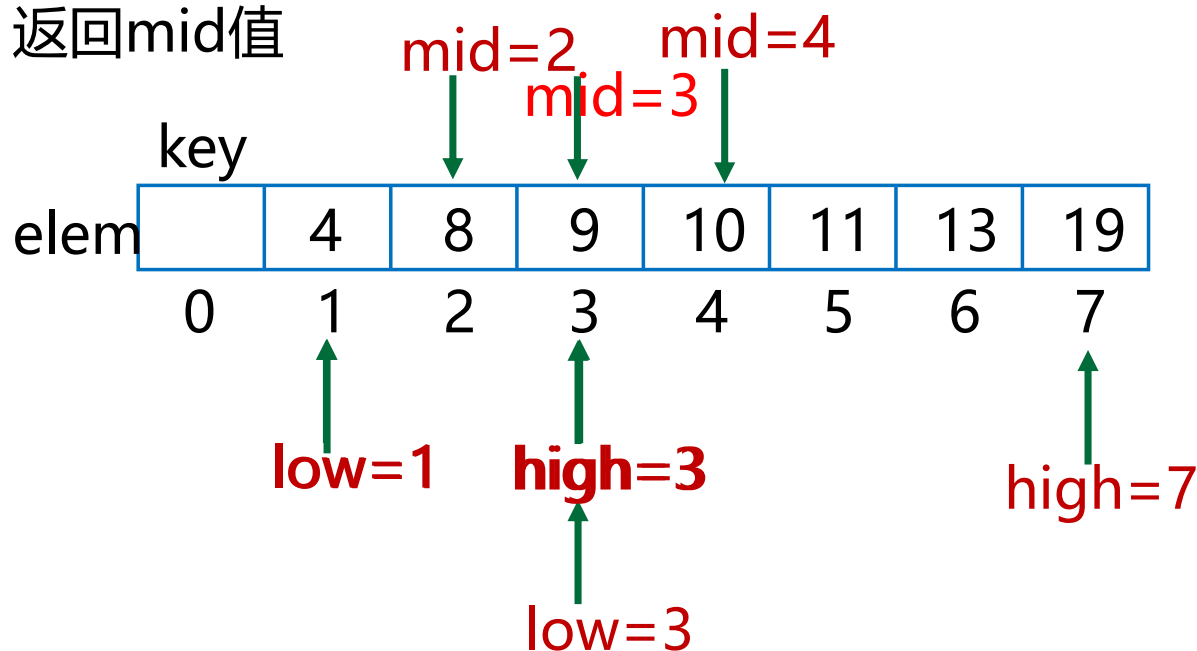 返回mid值
mid=2
mid=4
mid=3
key
elem
4 8 9 10 11 13 19
0 1 2 3 4 5 6 7
low=1
high=3
high=7
low=3